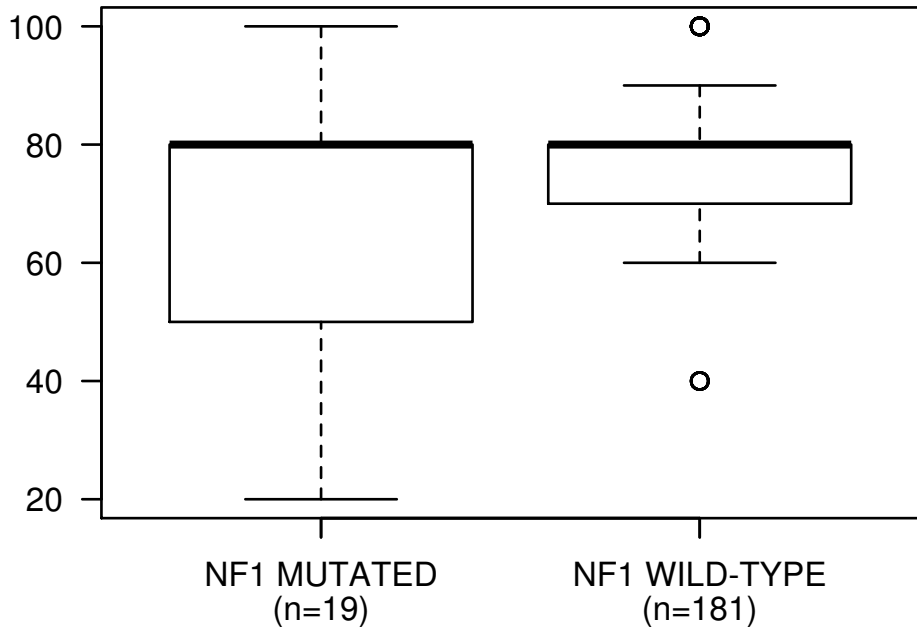 100
80
60
40
20
NF1 MUTATED
(n=19)
NF1 WILD-TYPE
(n=181)